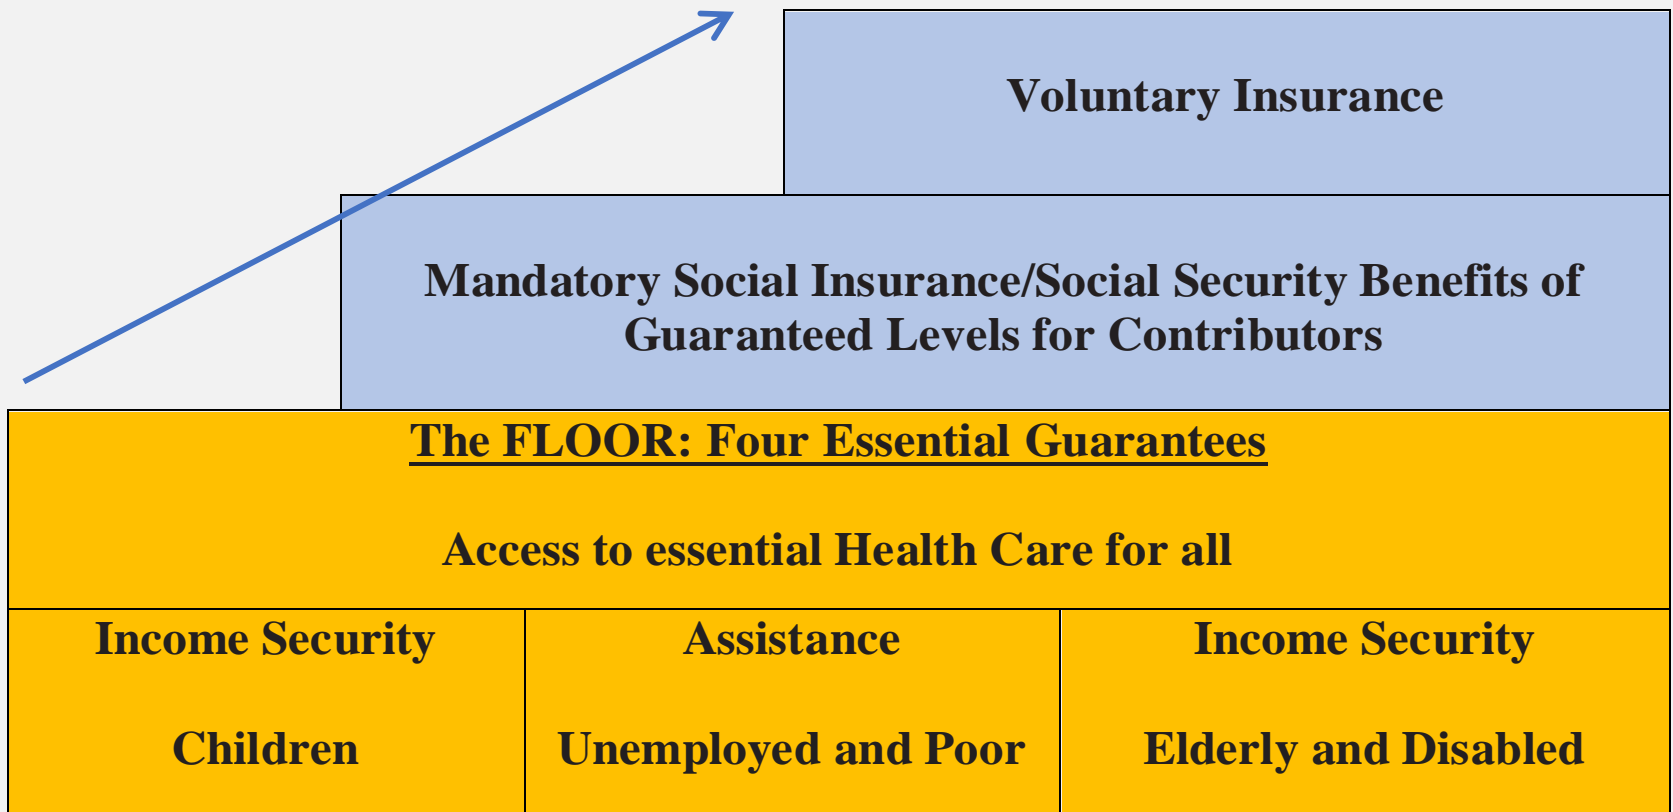 Voluntary Insurance
Mandatory Social Insurance/Social Security Benefits of
Guaranteed Levels for Contributors
The FLOOR: Four Essential Guarantees
Access to essential Health Care for all
Income Security
Children
Assistance
Unemployed and Poor
Income Security
Elderly and Disabled